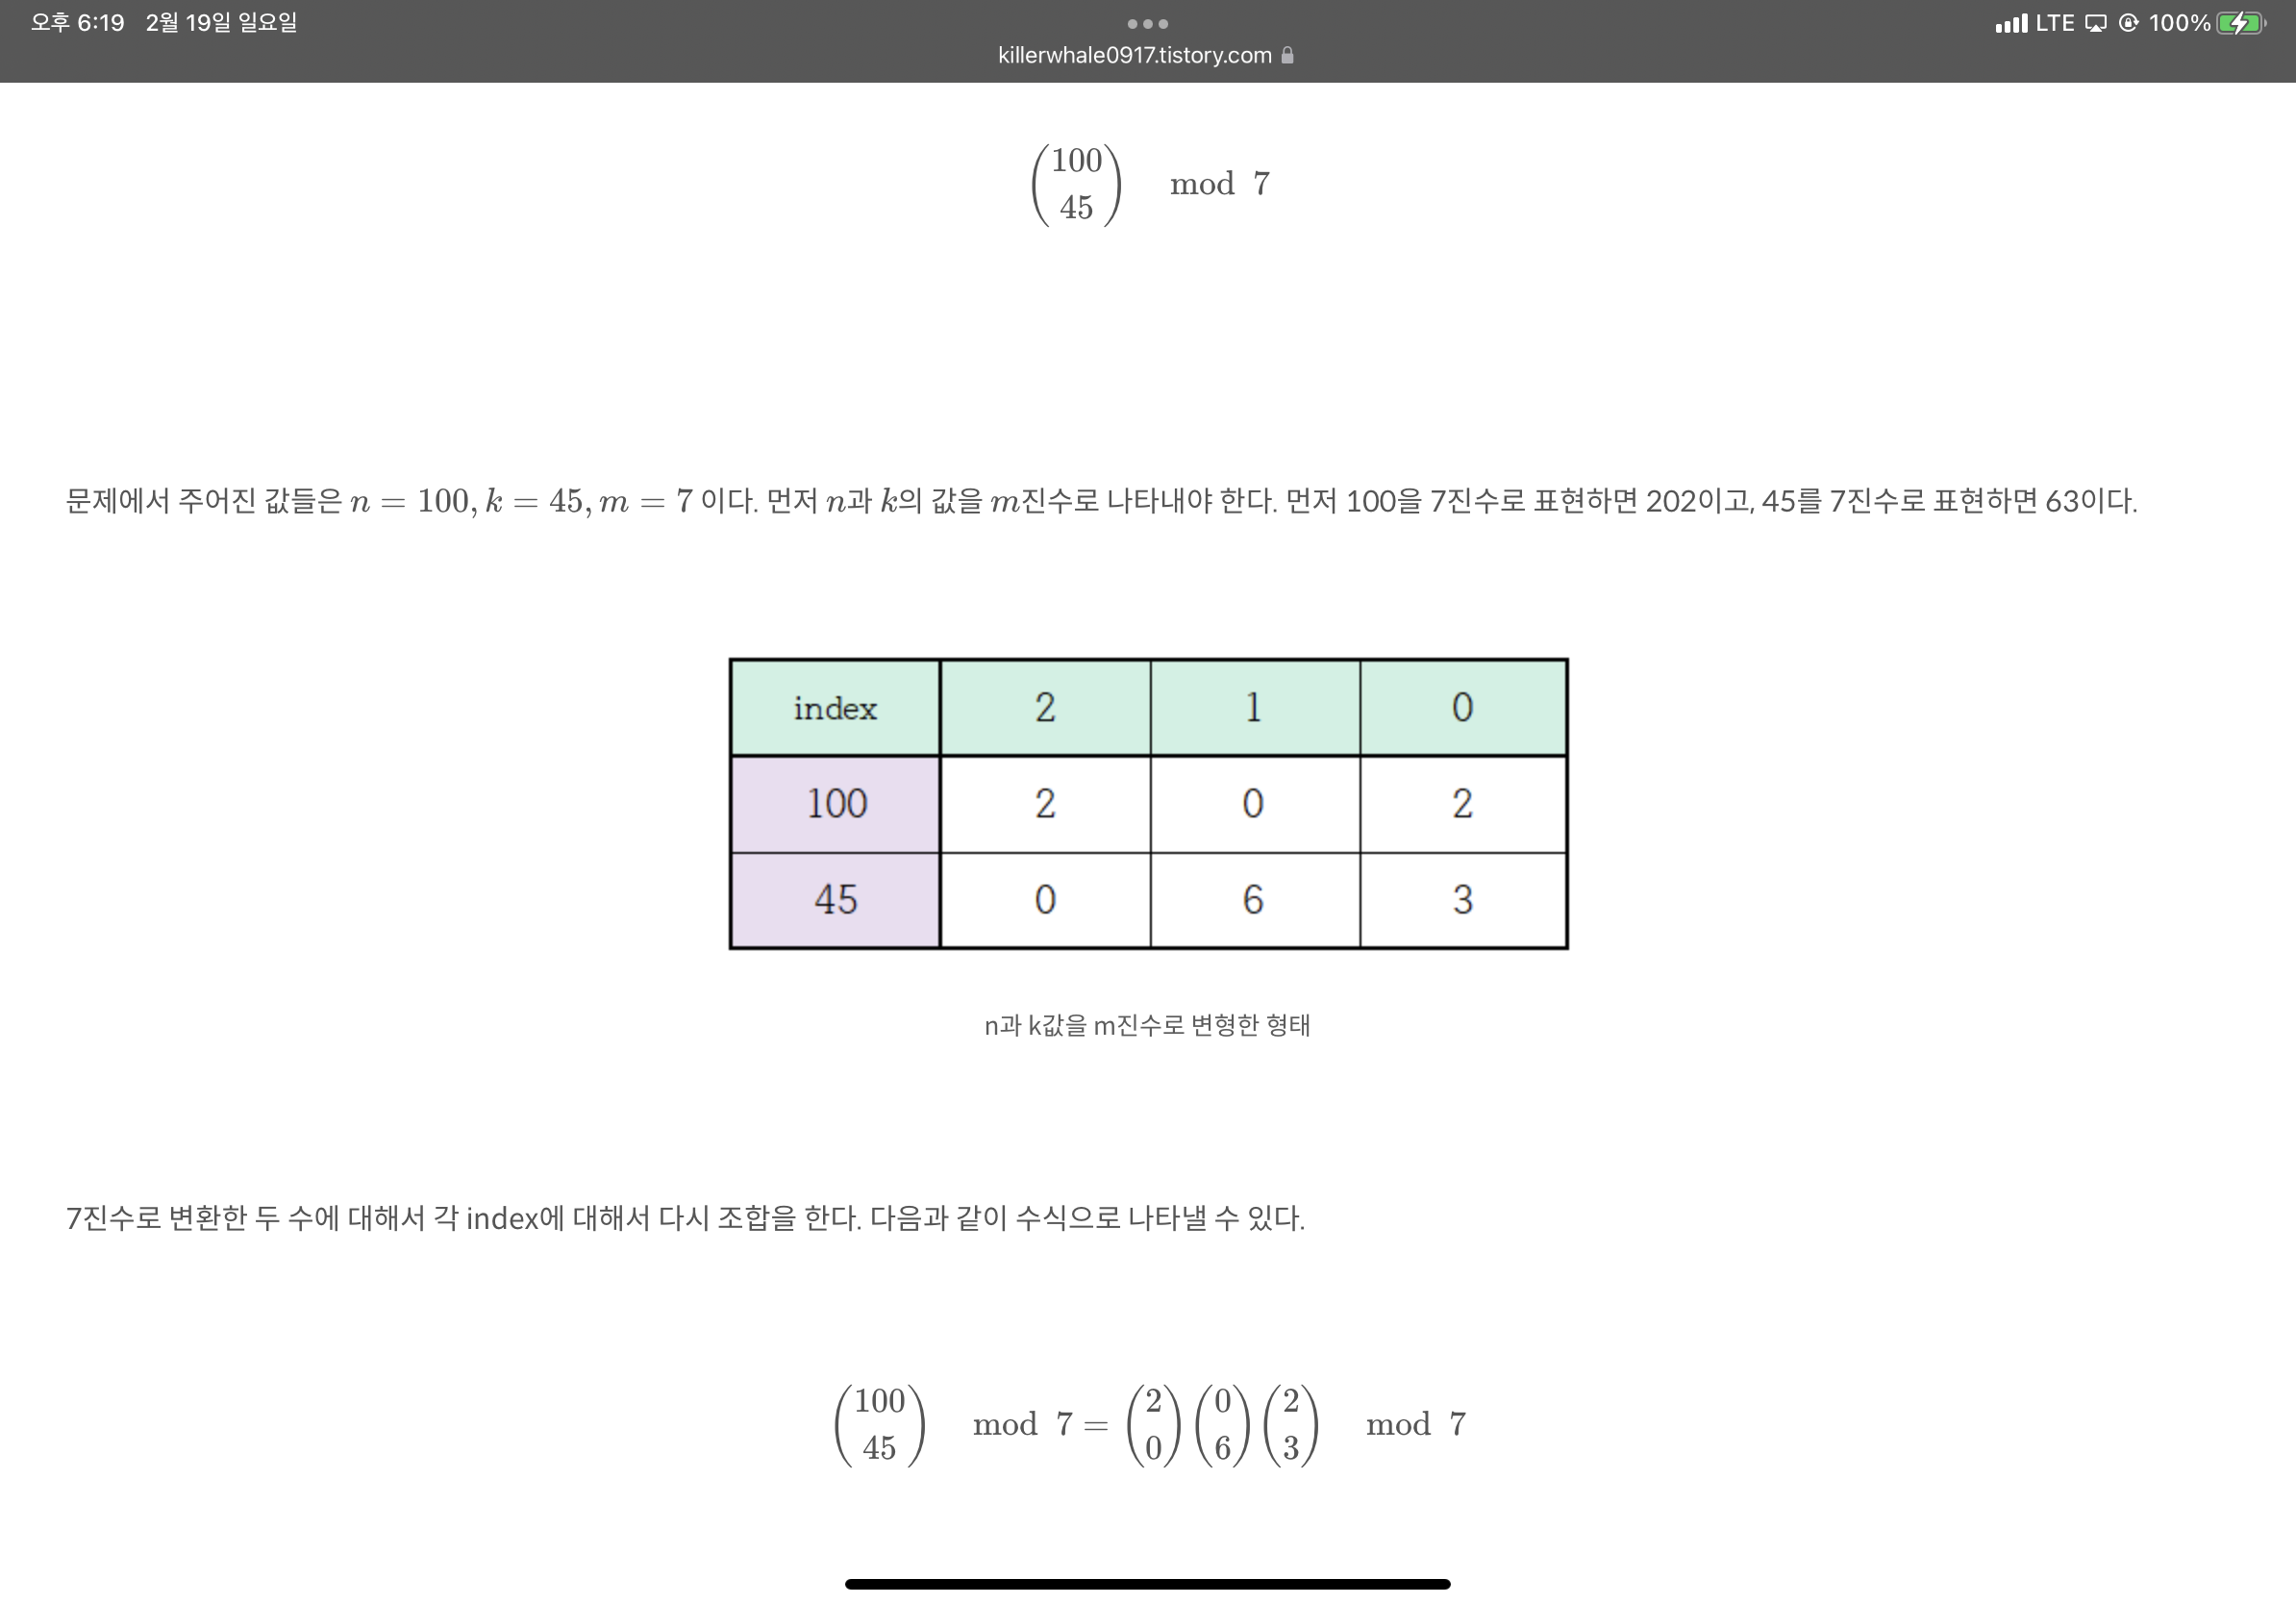 오후 6:19 2월 19일 일요일
LTE 100%
killerwhale0917.tistory.com
(100 45) mod 7
문제에서 주어진 값들은 n = 100, k = 45, m = 7 이다. 먼저 n과 k의 값을 m진수로 나타내야 한다. 먼저 100을 7진수로 표현하면 202이고, 45를 7진수로 표현하면 63이다.
index 2 1 0
100 2 0 2
45 0 6 3
n과 k값을 m진수로 변형한 형태
7진수로 변환한 두 수에 대해서 각 index에 대해서 다시 조합을 한다. 다음과 같이 수식으로 나타낼 수 있다.
(100 45) mod 7 = (2 0)(0 6)(2 3) mod 7